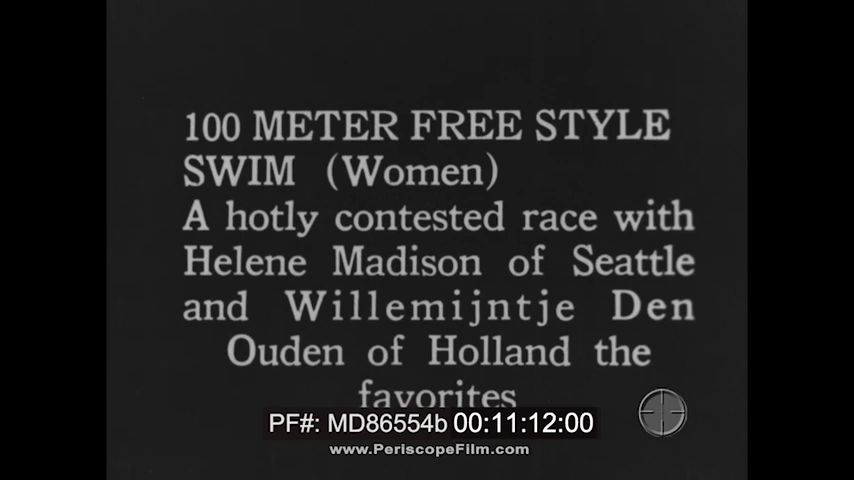 100 METER FREE STYLE
SWIM (Women)
A hotly contested race with
Helene Madison of Seattle
and Willemijntje Den
Ouden of Holland the
favorites
PF#: MD86554b 00:11:12:00
www.PeriscopeFilm.com